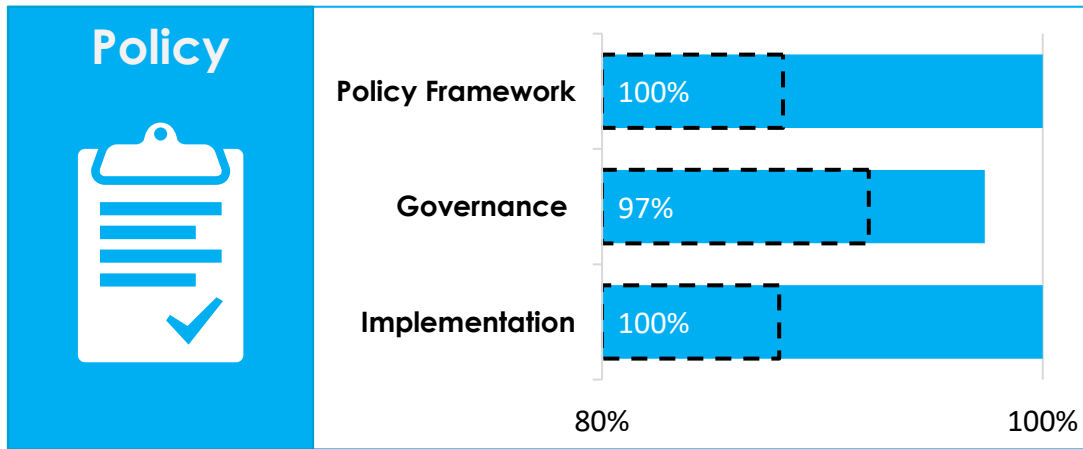 Policy
Policy Framework
100%
Governance
97%
Implementation
100%
80%
100%